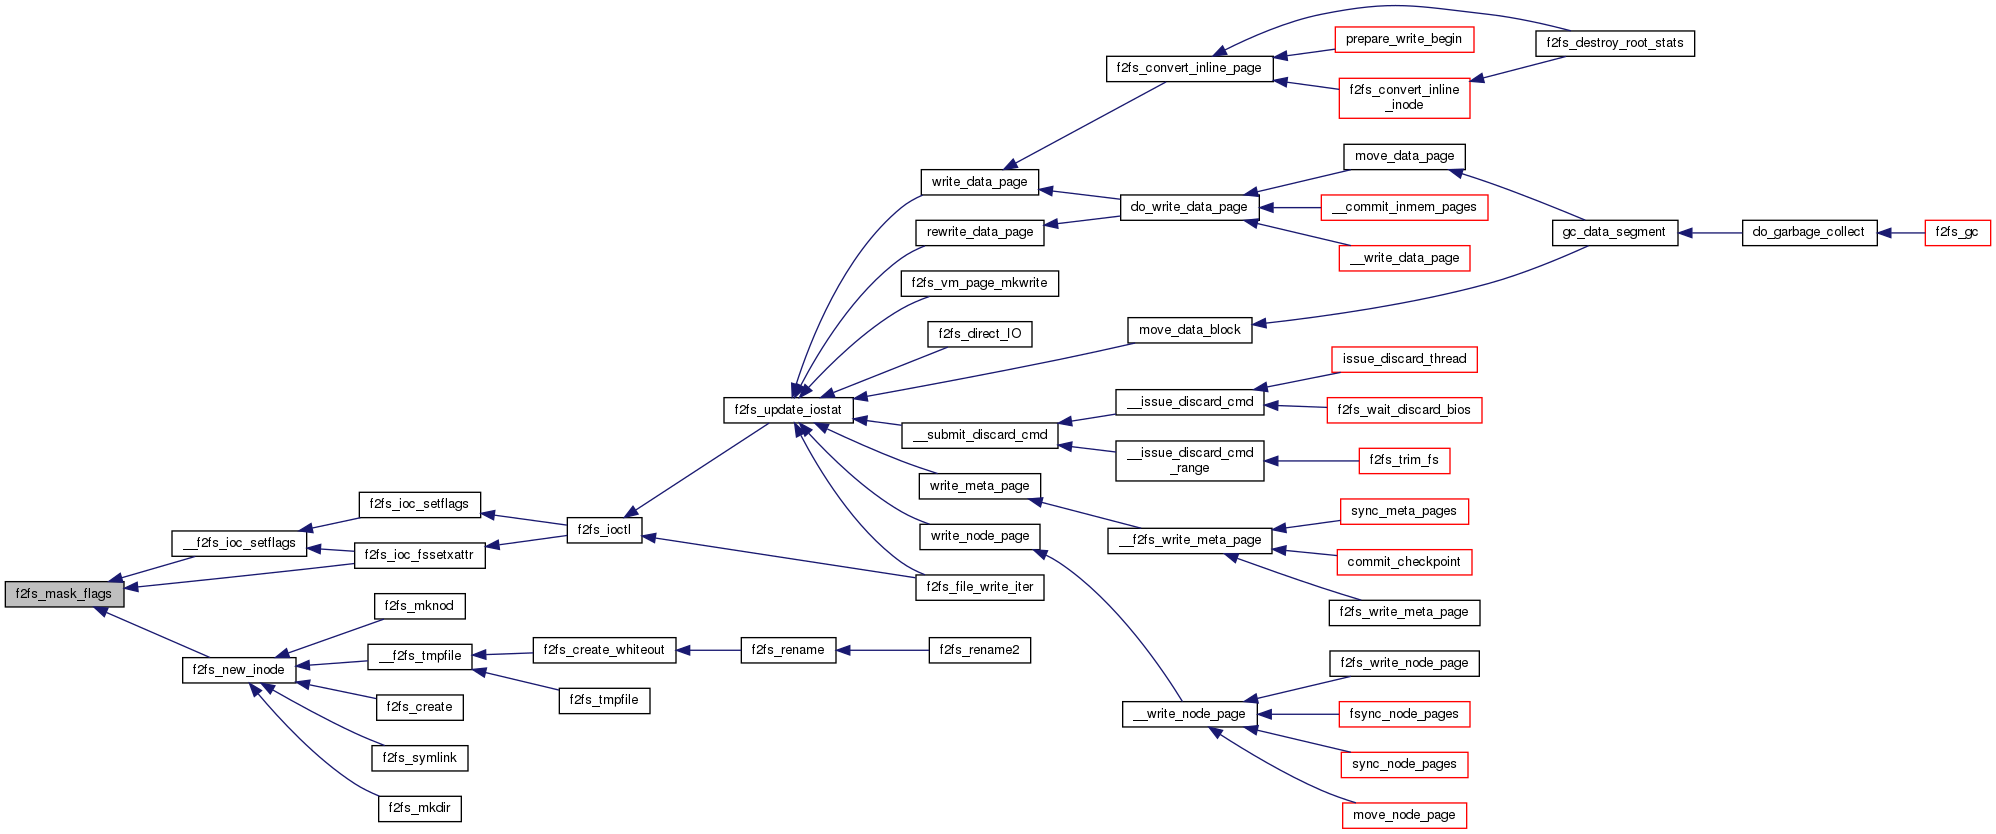 f2fs_mask_flags
__f2fs_ioc_setflags
f2fs_ioc_setflags
f2fs_ioc_fssetxattr
f2fs_ioctl
f2fs_update_iostat
write_data_page
f2fs_convert_inline_page
f2fs_destroy_root_stats
prepare_write_begin
f2fs_convert_inline
_inode
do_write_data_page
move_data_page
gc_data_segment
do_garbage_collect
f2fs_gc
__commit_inmem_pages
__write_data_page
rewrite_data_page
f2fs_vm_page_mkwrite
f2fs_direct_IO
move_data_block
__submit_discard_cmd
__issue_discard_cmd
issue_discard_thread
f2fs_wait_discard_bios
__issue_discard_cmd
_range
f2fs_trim_fs
write_meta_page
__f2fs_write_meta_page
sync_meta_pages
commit_checkpoint
f2fs_write_meta_page
write_node_page
__write_node_page
f2fs_write_node_page
fsync_node_pages
sync_node_pages
move_node_page
f2fs_file_write_iter
f2fs_new_inode
f2fs_mknod
__f2fs_tmpfile
f2fs_create_whiteout
f2fs_rename
f2fs_rename2
f2fs_tmpfile
f2fs_create
f2fs_symlink
f2fs_mkdir